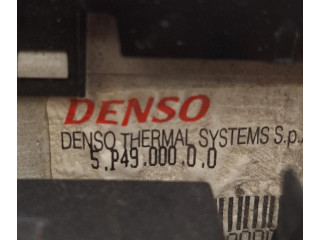 DENSO
DENSO THERMAL SYSTEMS S.p.
5.P49.000.0.0